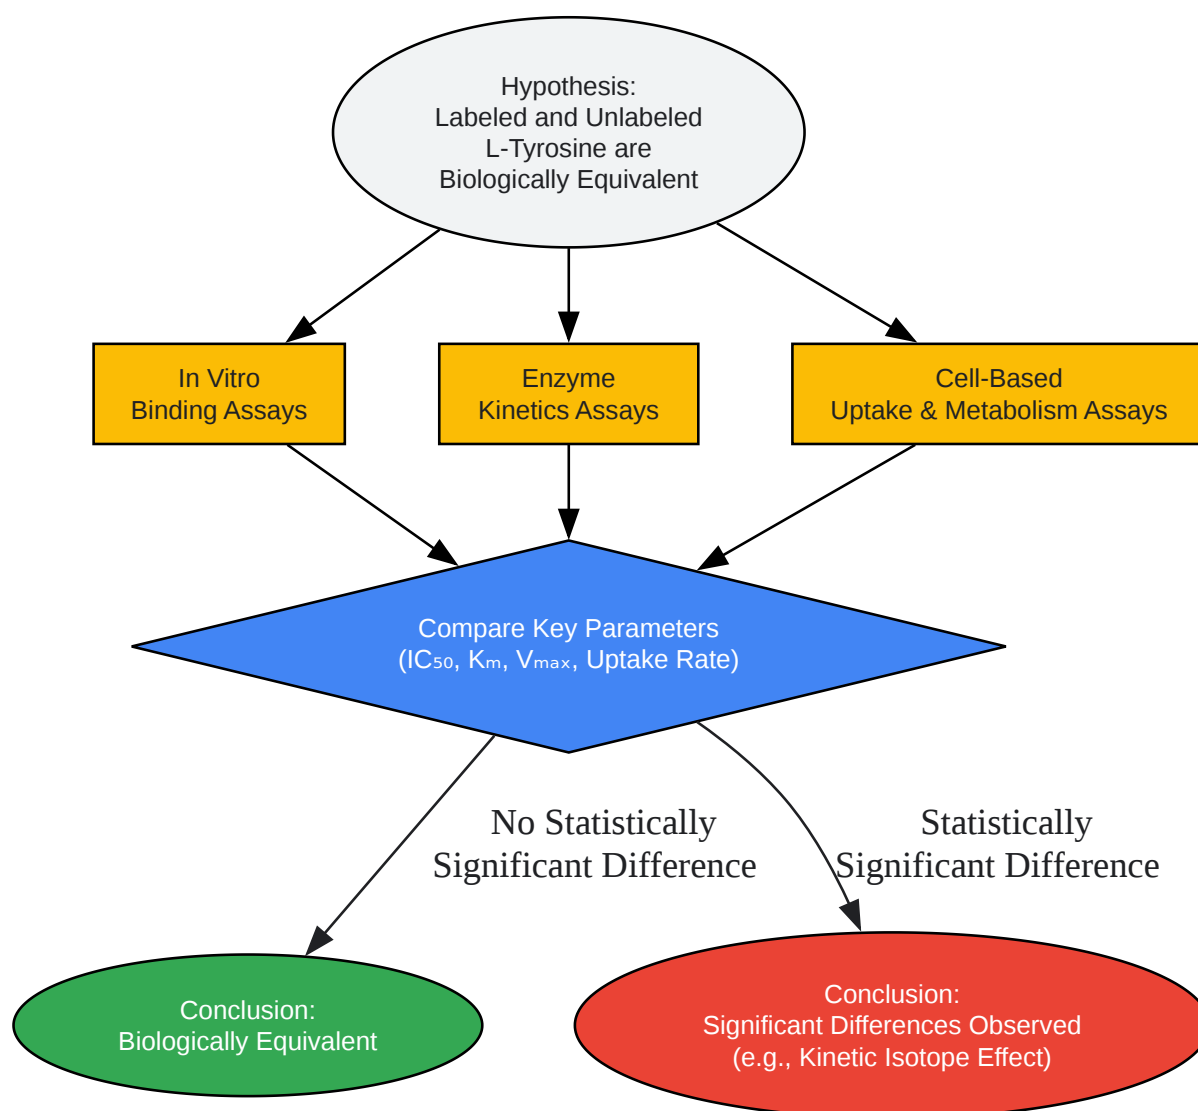 Hypothesis:
Labeled and Unlabeled
L-Tyrosine are
Biologically Equivalent
In Vitro
Binding Assays
Enzyme
Kinetics Assays
Cell-Based
Uptake & Metabolism Assays
Compare Key Parameters
(IC₅₀, Kₘ, Vₘₐₓ, Uptake Rate)
No Statistically
Significant Difference
Statistically
Significant Difference
Conclusion:
Biologically Equivalent
Conclusion:
Significant Differences Observed
(e.g., Kinetic Isotope Effect)